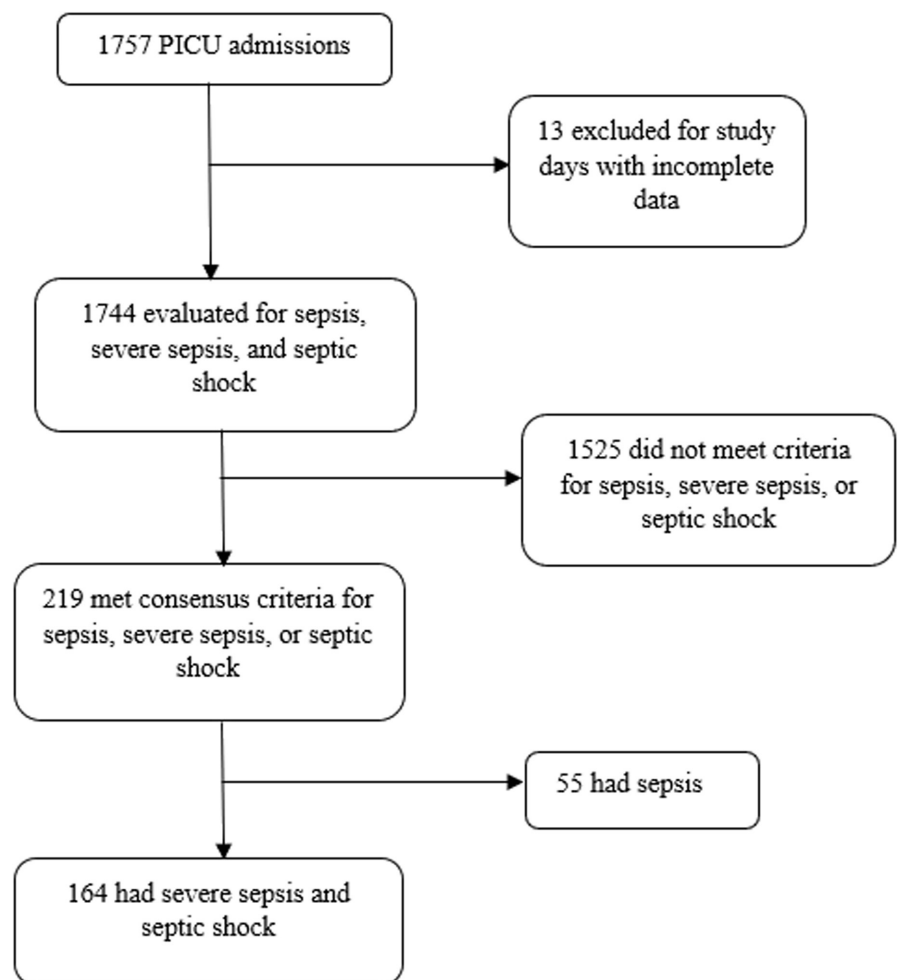 1757 PICU admissions
13 excluded for study
days with incomplete
data
1744 evaluated for sepsis,
severe sepsis, and septic
shock
1525 did not meet criteria
for sepsis, severe sepsis, or
septic shock
219 met consensus criteria for
sepsis, severe sepsis, or septic
shock
55 had sepsis
164 had severe sepsis and
septic shock